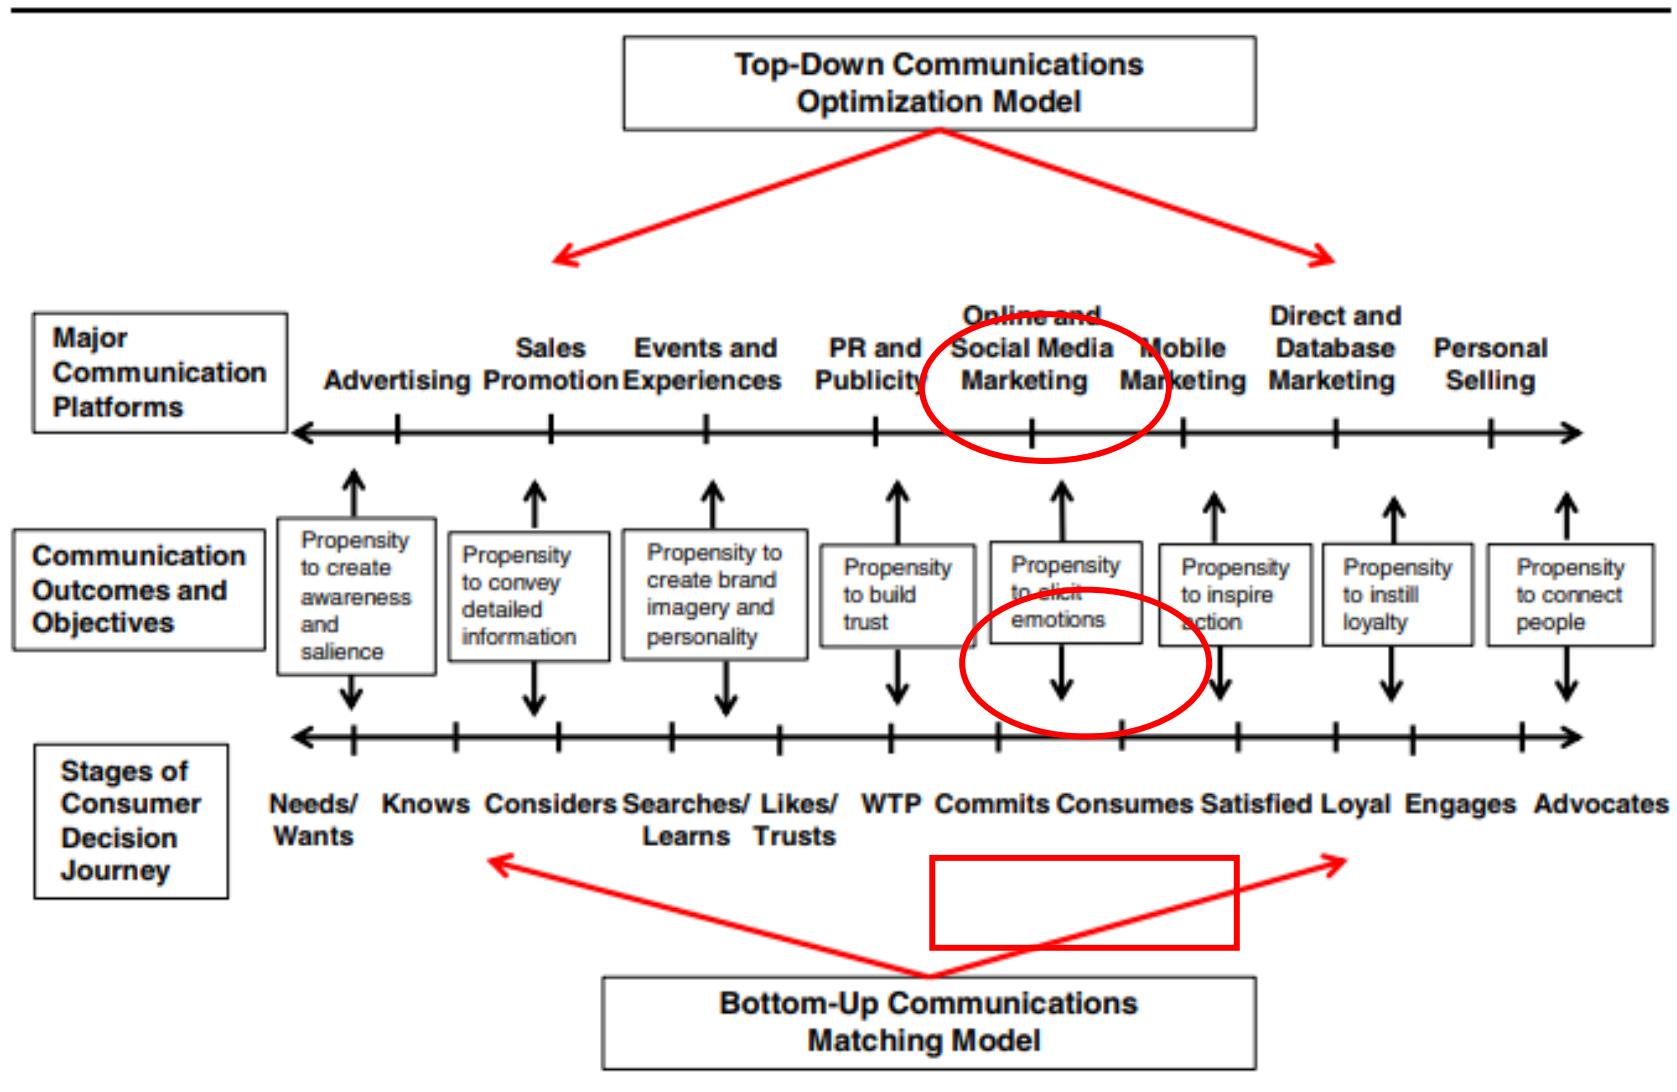 Top-Down Communications
Optimization Model
Major
Communication
Platforms
Advertising
Sales
Promotion
Events and
Experiences
PR and
Publicity
Online and
Social Media
Marketing
Mobile
Marketing
Direct and
Database
Marketing
Personal
Selling
Communication
Outcomes and
Objectives
Propensity
to create
awareness
and
salience
Propensity
to convey
detailed
information
Propensity to
create brand
imagery and
personality
Propensity
to build
trust
Propensity
to elicit
emotions
Propensity
to inspire
action
Propensity
to instill
loyalty
Propensity
to connect
people
Stages of
Consumer
Decision
Journey
Needs/
Wants
Knows
Considers
Searches/
Learns
Likes/
Trusts
WTP
Commits
Consumes
Satisfied
Loyal
Engages
Advocates
Bottom-Up Communications
Matching Model